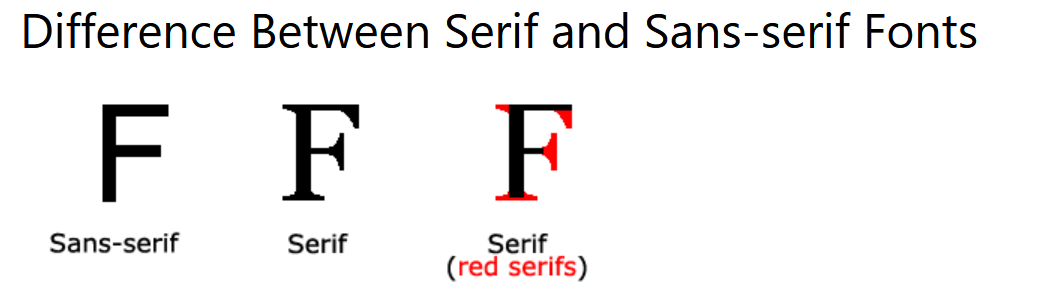 Difference Between Serif and Sans-serif Fonts
F F F
Sans-serif Serif Serif
(red serifs)